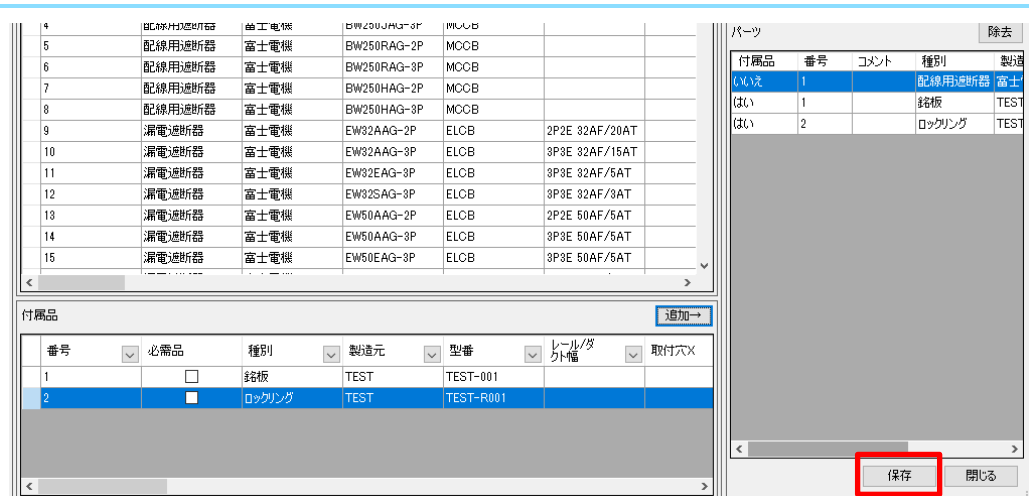 4 配線用遮断器 富士電機 BW250JAG-3P MCCB
5 配線用遮断器 富士電機 BW250RAG-2P MCCB
6 配線用遮断器 富士電機 BW250RAG-3P MCCB
7 配線用遮断器 富士電機 BW250HAG-2P MCCB
8 配線用遮断器 富士電機 BW250HAG-3P MCCB
9 漏電遮断器 富士電機 EW32AAG-2P ELCB 2P2E 32AF/20AT
10 漏電遮断器 富士電機 EW32AAG-3P ELCB 3P3E 32AF/15AT
11 漏電遮断器 富士電機 EW32EAG-3P ELCB 3P3E 32AF/5AT
12 漏電遮断器 富士電機 EW32SAG-3P ELCB 3P3E 32AF/3AT
13 漏電遮断器 富士電機 EW50AAG-2P ELCB 2P2E 50AF/5AT
14 漏電遮断器 富士電機 EW50AAG-3P ELCB 3P3E 50AF/5AT
15 漏電遮断器 富士電機 EW50EAG-3P ELCB 3P3E 50AF/5AT
付属品 追加→
番号 必需品 種別 製造元 型番 レール/ダクト幅 取付穴X
1 銘板 TEST TEST-001
2 ロックリング TEST TEST-R001
パーツ 除去
付属品 番号 コメント 種別 製造
いいえ 1 配線用遮断器 富士
はい 1 銘板 TEST
はい 2 ロックリング TEST
保存 閉じる